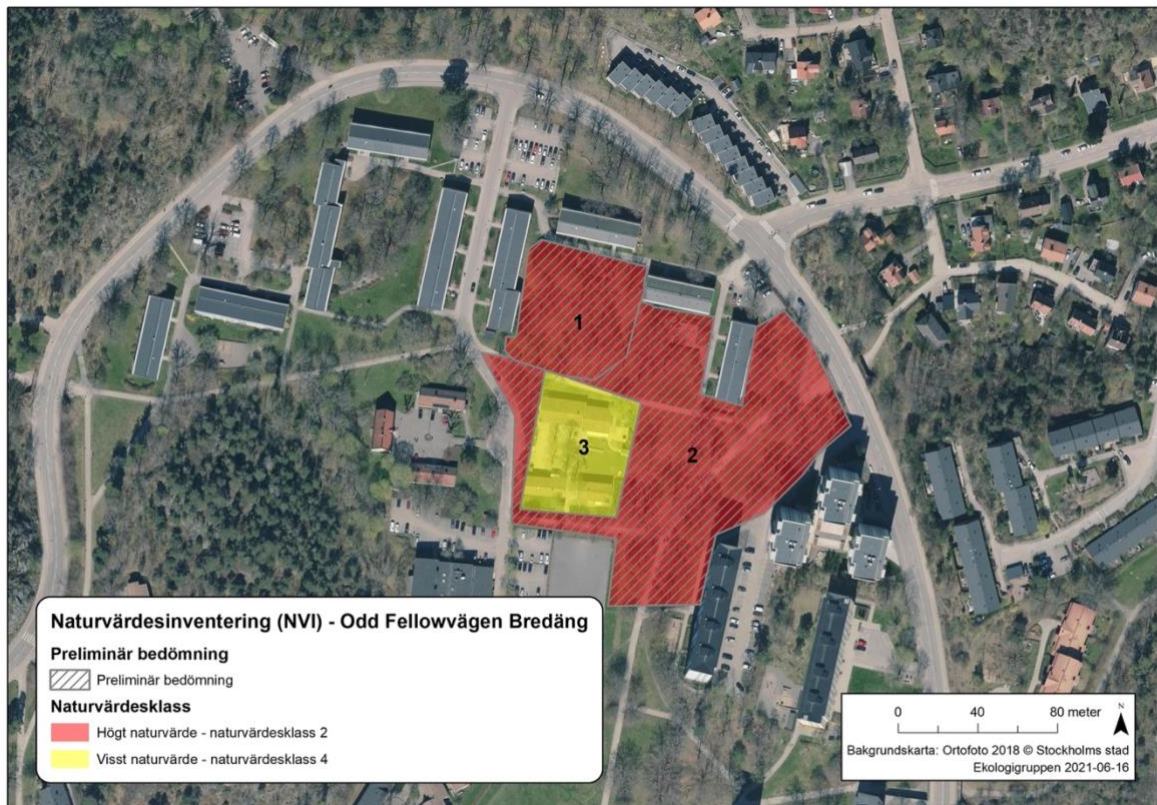 1
2
3
Naturvärdesinventering (NVI) - Odd Fellowvägen Bredäng
Preliminär bedömning
Preliminär bedömning
Naturvärdesklass
Högt naturvärde - naturvärdesklass 2
Visst naturvärde - naturvärdesklass 4
0 40 80 meter
N
Bakgrundskarta: Ortofoto 2018 © Stockholms stad
Ekologigruppen 2021-06-16